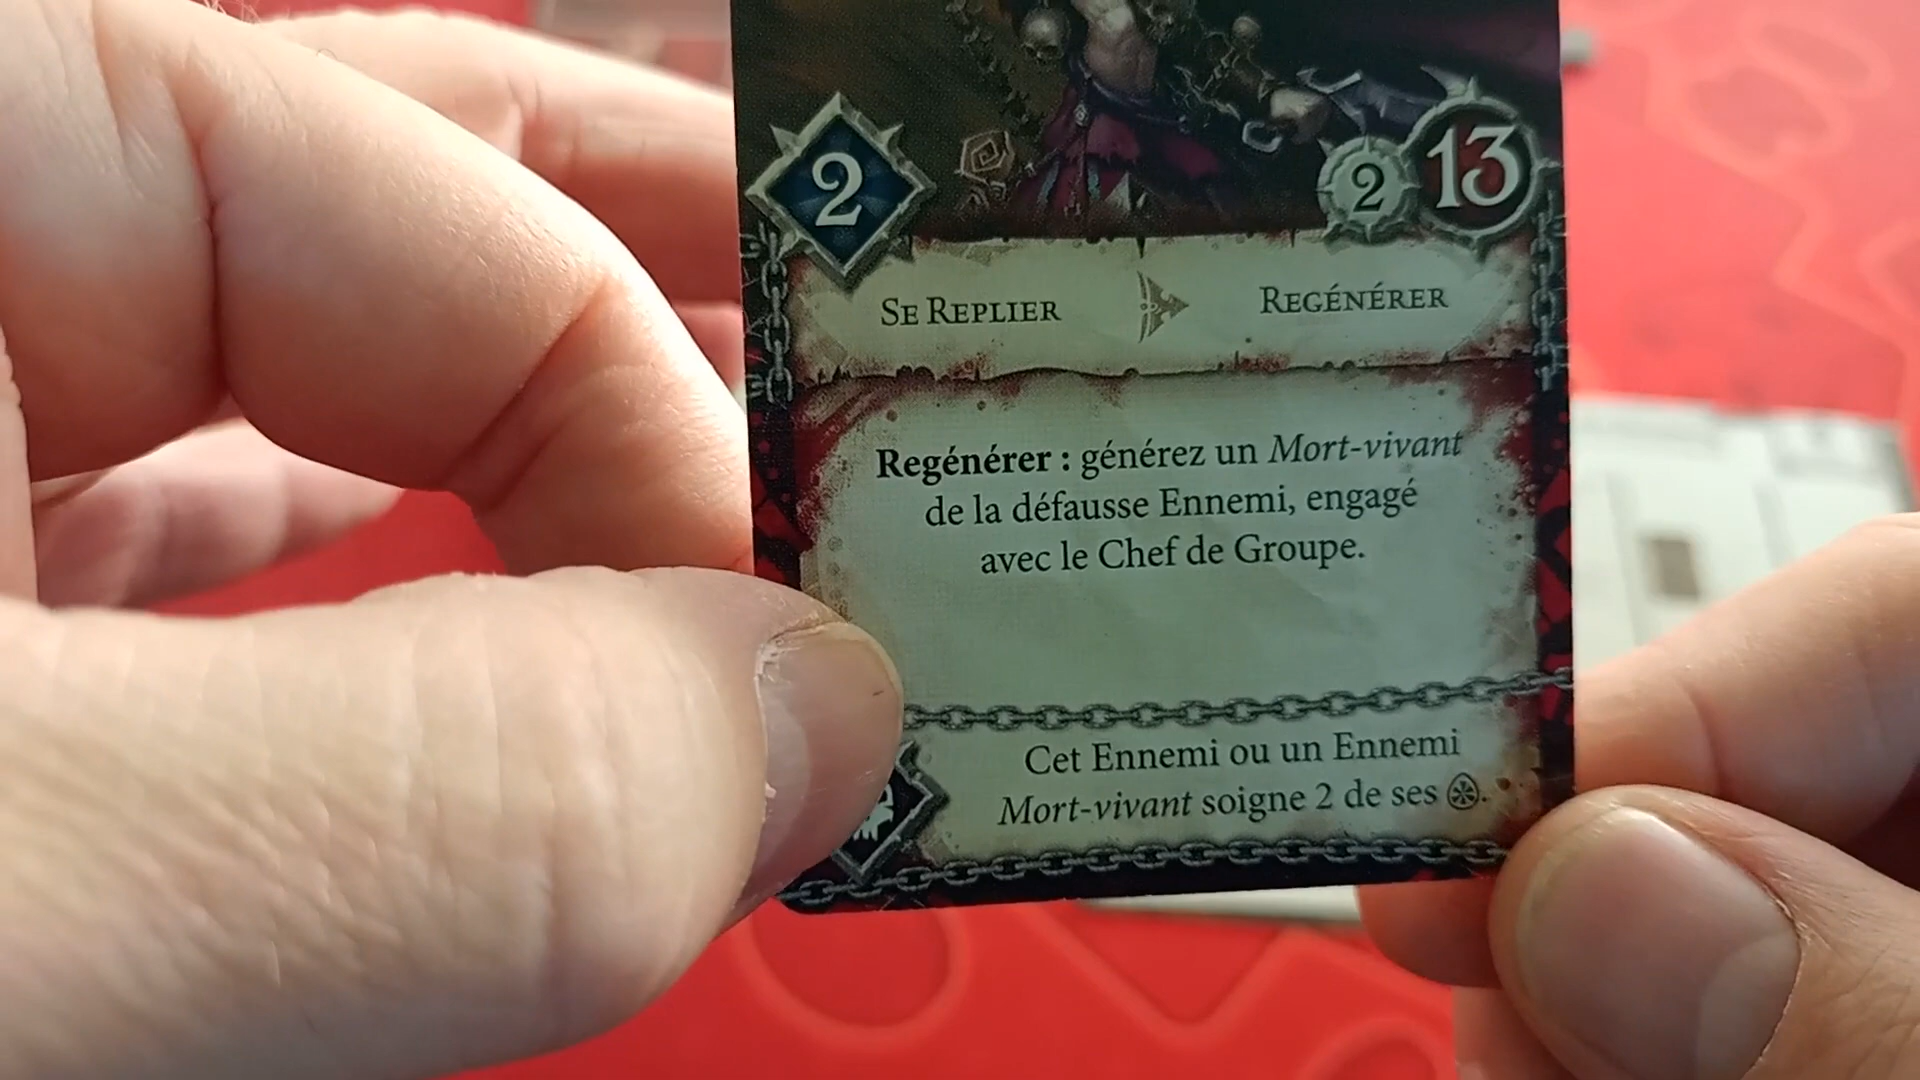 2
2 13
SE REPLIER REGÉNÉRER
Regénérer : générez un Mort-vivant
de la défausse Ennemi, engagé
avec le Chef de Groupe.
Cet Ennemi ou un Ennemi
Mort-vivant soigne 2 de ses .